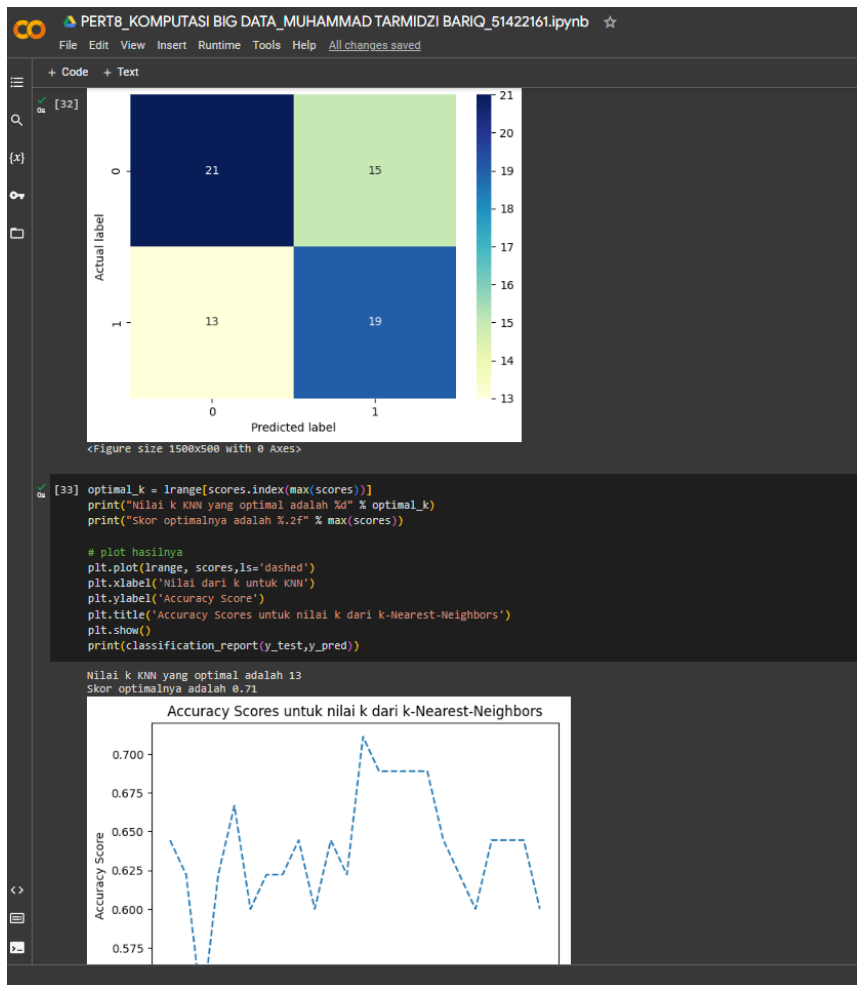 CO PERT8_KOMPUTASI BIG DATA_MUHAMMAD TARMIDZI BARIQ_51422161.ipynb
File Edit View Insert Runtime Tools Help All changes saved
+ Code + Text
0s [32]
21
20
19
18
17
16
15
14
13
Actual label
0
1
21 15
13 19
0 1
Predicted label
<Figure size 1500x500 with 0 Axes>
{x}
0s [33] optimal_k = lrange[scores.index(max(scores))]
print("Nilai k KNN yang optimal adalah %d" % optimal_k)
print("Skor optimalnya adalah %.2f" % max(scores))
# plot hasilnya
plt.plot(lrange, scores,ls='dashed')
plt.xlabel('Nilai dari k untuk KNN')
plt.ylabel('Accuracy Score')
plt.title('Accuracy Scores untuk nilai k dari k-Nearest-Neighbors')
plt.show()
print(classification_report(y_test,y_pred))
Nilai k KNN yang optimal adalah 13
Skor optimalnya adalah 0.71
Accuracy Scores untuk nilai k dari k-Nearest-Neighbors
0.700
0.675
0.650
0.625
0.600
0.575
Accuracy Score